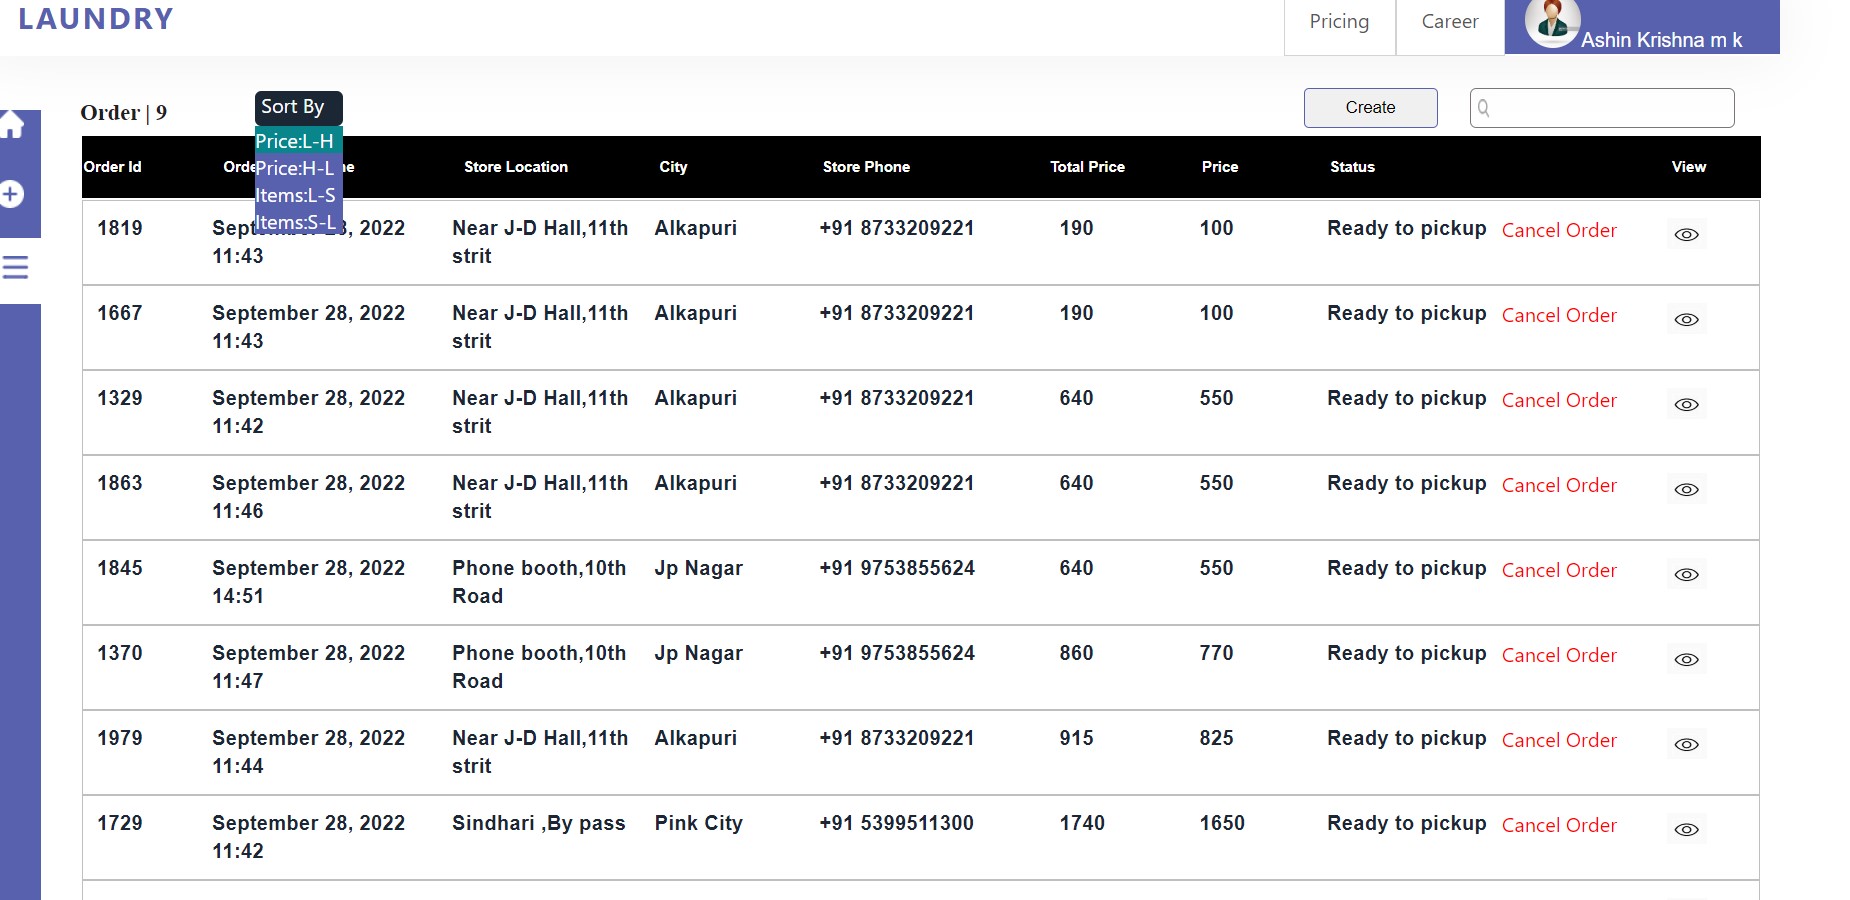 LAUNDRY
Pricing
Career
Ashin Krishna m k
Order | 9
Sort By
Create
Price:L-H
Price:H-L
Items:L-S
Items:S-L
Order Id Store Location City Store Phone Total Price Price Status View
1819 2022 Near J-D Hall,11th Alkapuri +91 8733209221 190 100 Ready to pickup Cancel Order
11:43 strit
1667 September 28, 2022 Near J-D Hall,11th Alkapuri +91 8733209221 190 100 Ready to pickup Cancel Order
11:43 strit
1329 September 28, 2022 Near J-D Hall,11th Alkapuri +91 8733209221 640 550 Ready to pickup Cancel Order
11:42 strit
1863 September 28, 2022 Near J-D Hall,11th Alkapuri +91 8733209221 640 550 Ready to pickup Cancel Order
11:46 strit
1845 September 28, 2022 Phone booth,10th Jp Nagar +91 9753855624 640 550 Ready to pickup Cancel Order
14:51 Road
1370 September 28, 2022 Phone booth,10th Jp Nagar +91 9753855624 860 770 Ready to pickup Cancel Order
11:47 Road
1979 September 28, 2022 Near J-D Hall,11th Alkapuri +91 8733209221 915 825 Ready to pickup Cancel Order
11:44 strit
1729 September 28, 2022 Sindhari ,By pass Pink City +91 5399511300 1740 1650 Ready to pickup Cancel Order
11:42